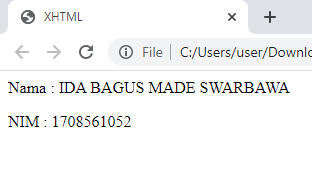 XHTML
File C:/Users/user/Downlo
Nama : IDA BAGUS MADE SWARBAWA
NIM : 1708561052